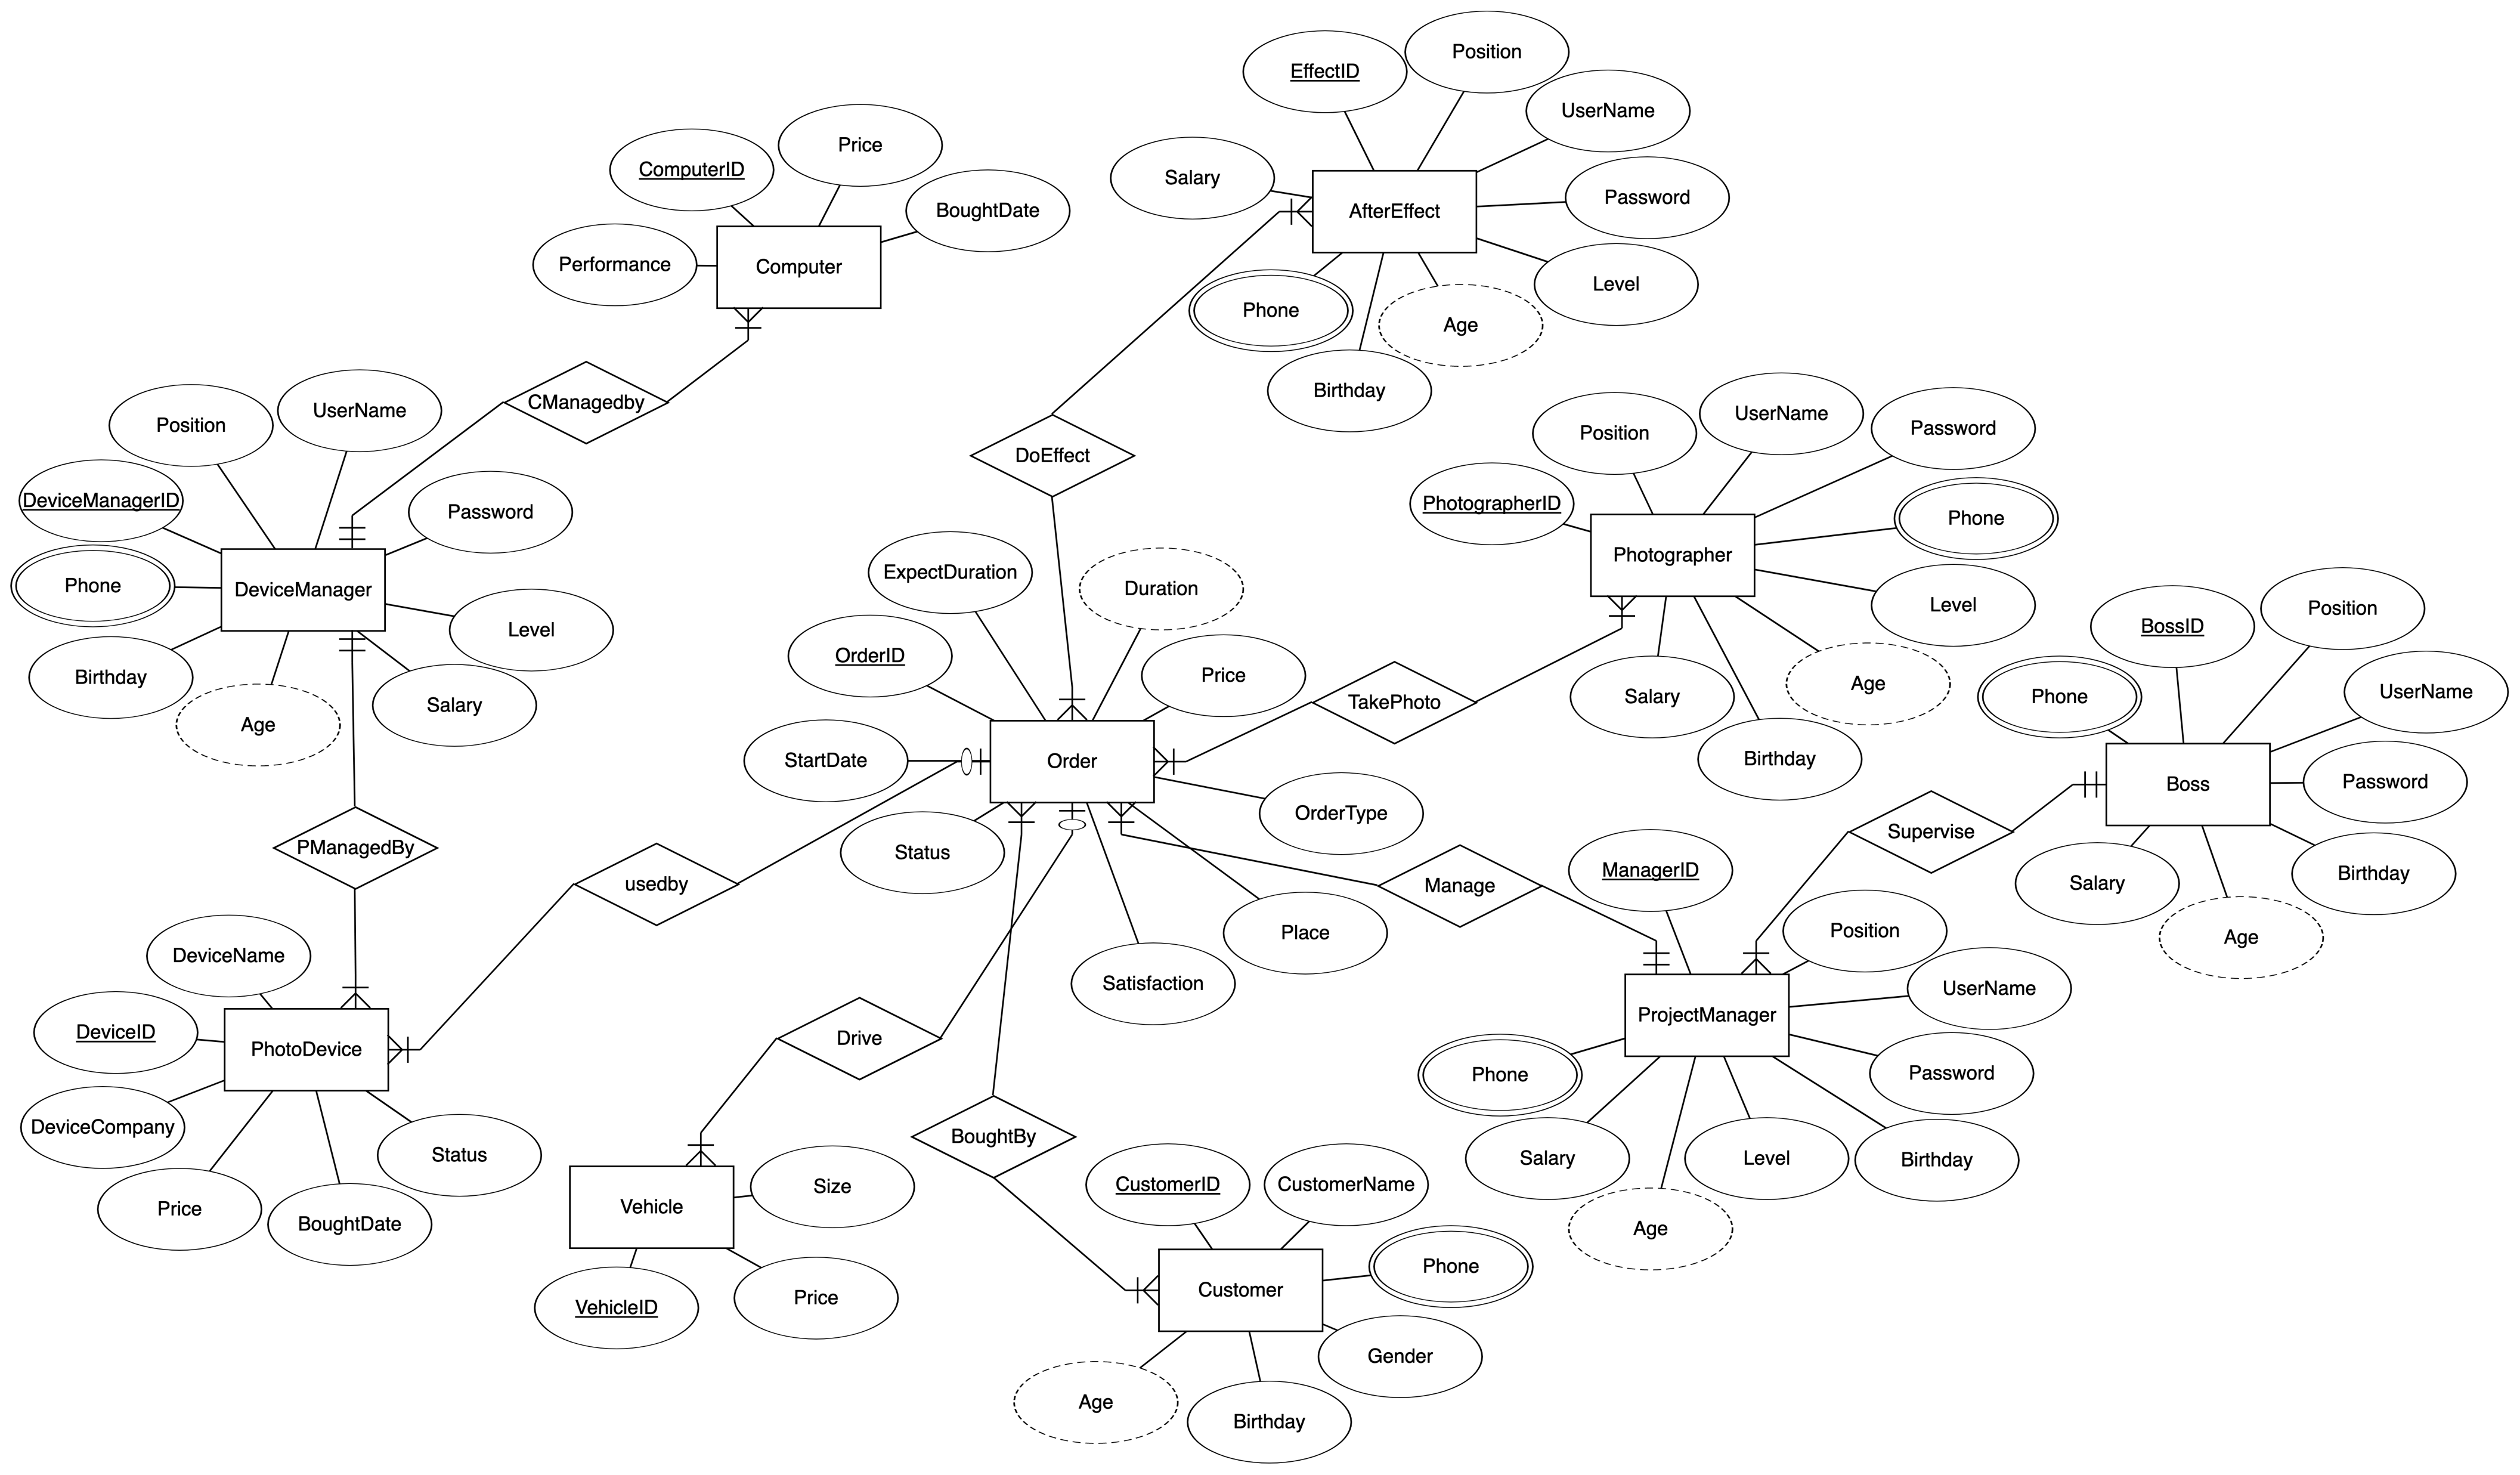 EffectID
Position
UserName
Salary
AfterEffect
Password
Level
Phone
Age
Birthday
ComputerID
Price
BoughtDate
Performance
Computer
CManagedby
DoEffect
Position
UserName
DeviceManagerID
Password
Phone
DeviceManager
Level
Birthday
Age
Salary
PManagedBy
Position
UserName
Password
PhotographerID
Phone
Photographer
Level
Salary
Age
Birthday
ExpectDuration
Duration
OrderID
Price
TakePhoto
StartDate
Order
OrderType
Status
usedby
Place
Satisfaction
Manage
BossID
Position
Phone
UserName
Boss
Password
Supervise
Salary
Birthday
Age
ManagerID
Position
UserName
ProjectManager
Phone
Password
Salary
Level
Birthday
Age
DeviceName
DeviceID
PhotoDevice
DeviceCompany
Status
Price
BoughtDate
Drive
BoughtBy
Size
Vehicle
VehicleID
Price
CustomerID
CustomerName
Phone
Customer
Gender
Age
Birthday